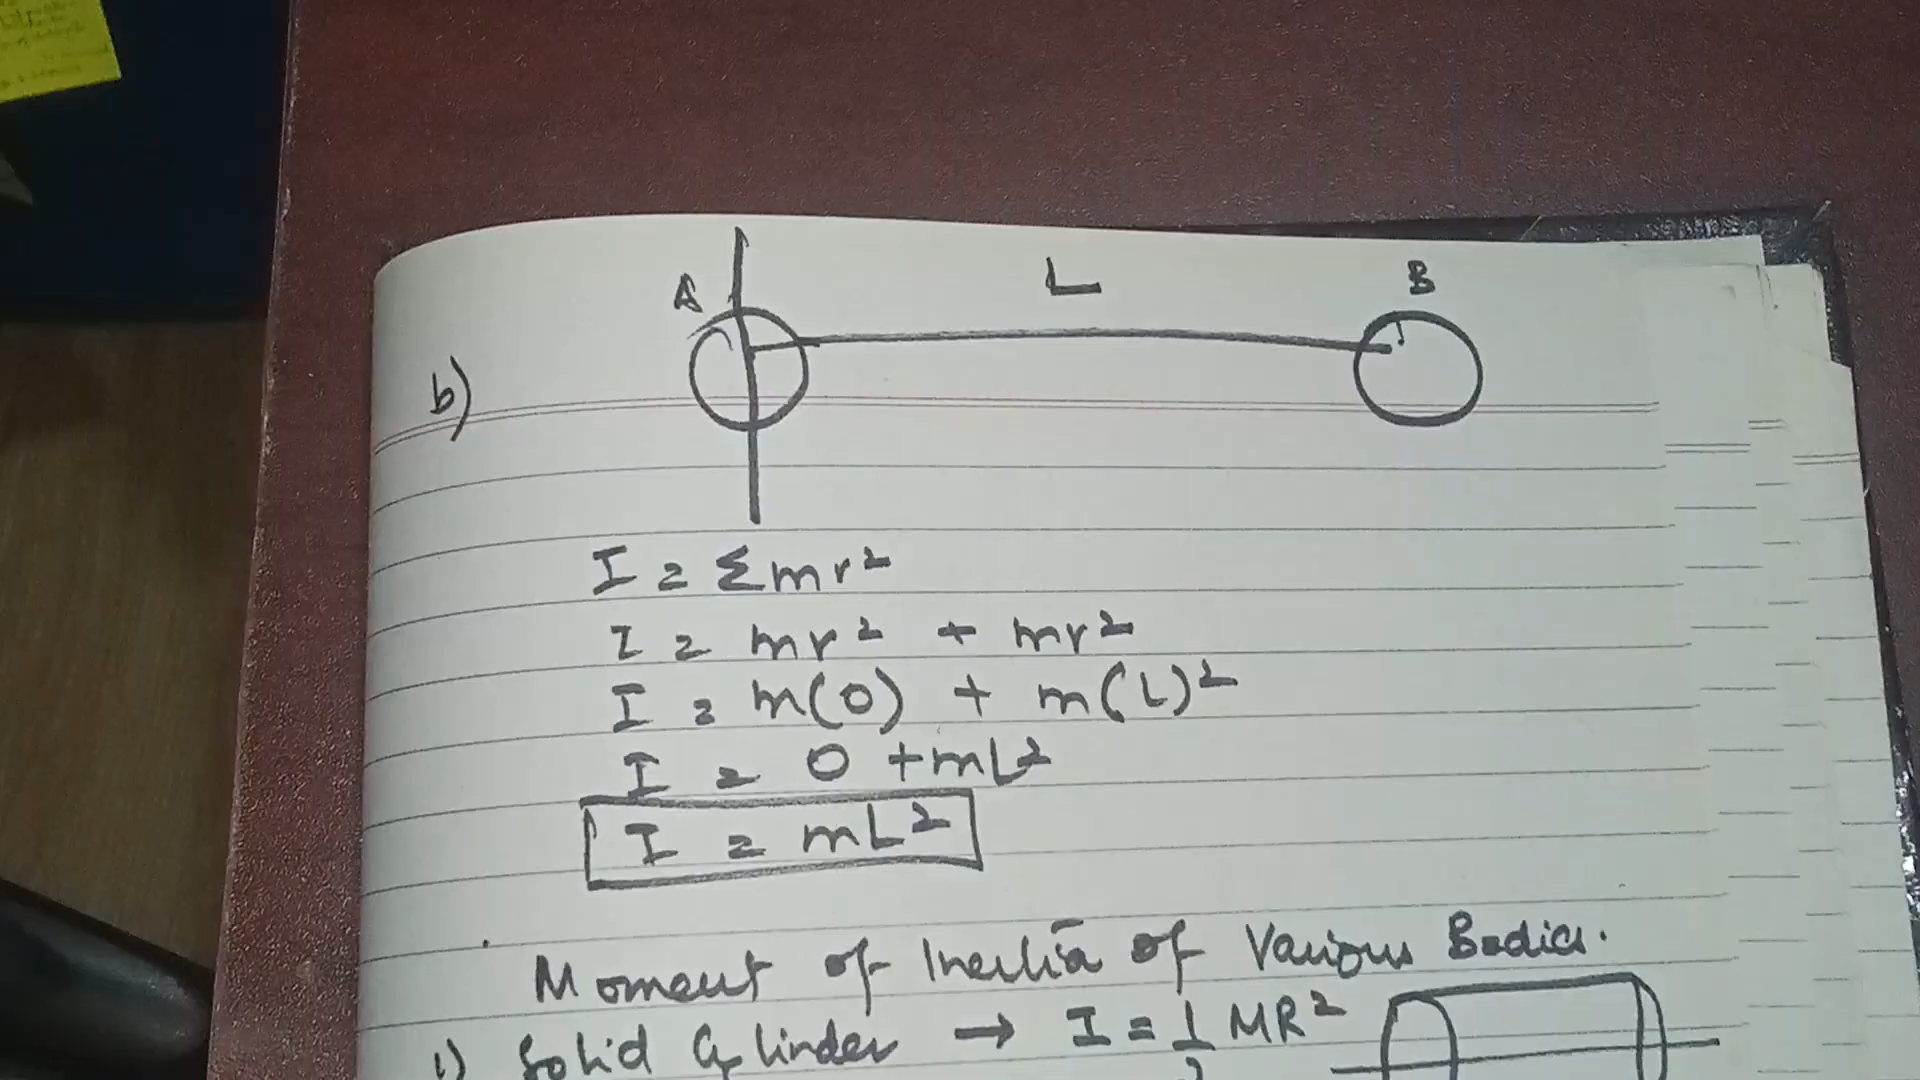 A L B
b)
I = Σmr²
I = mr² + mr²
I = m(0) + m(L)²
I = 0 + mL²
I = mL²
Moment of Inertia of Various Bodies.
1) Solid Cylinder → I = 1/2 MR²